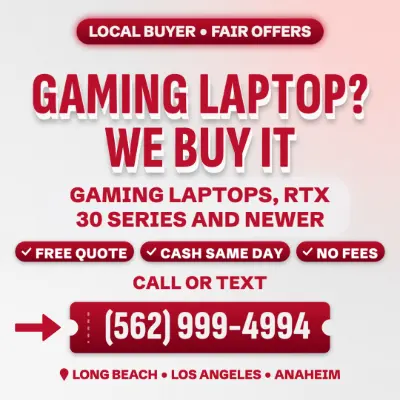 LOCAL BUYER • FAIR OFFERS
GAMING LAPTOP?
WE BUY IT
GAMING LAPTOPS, RTX
30 SERIES AND NEWER
✓ FREE QUOTE ✓ CASH SAME DAY ✓ NO FEES
CALL OR TEXT
(562) 999-4994
LONG BEACH • LOS ANGELES • ANAHEIM